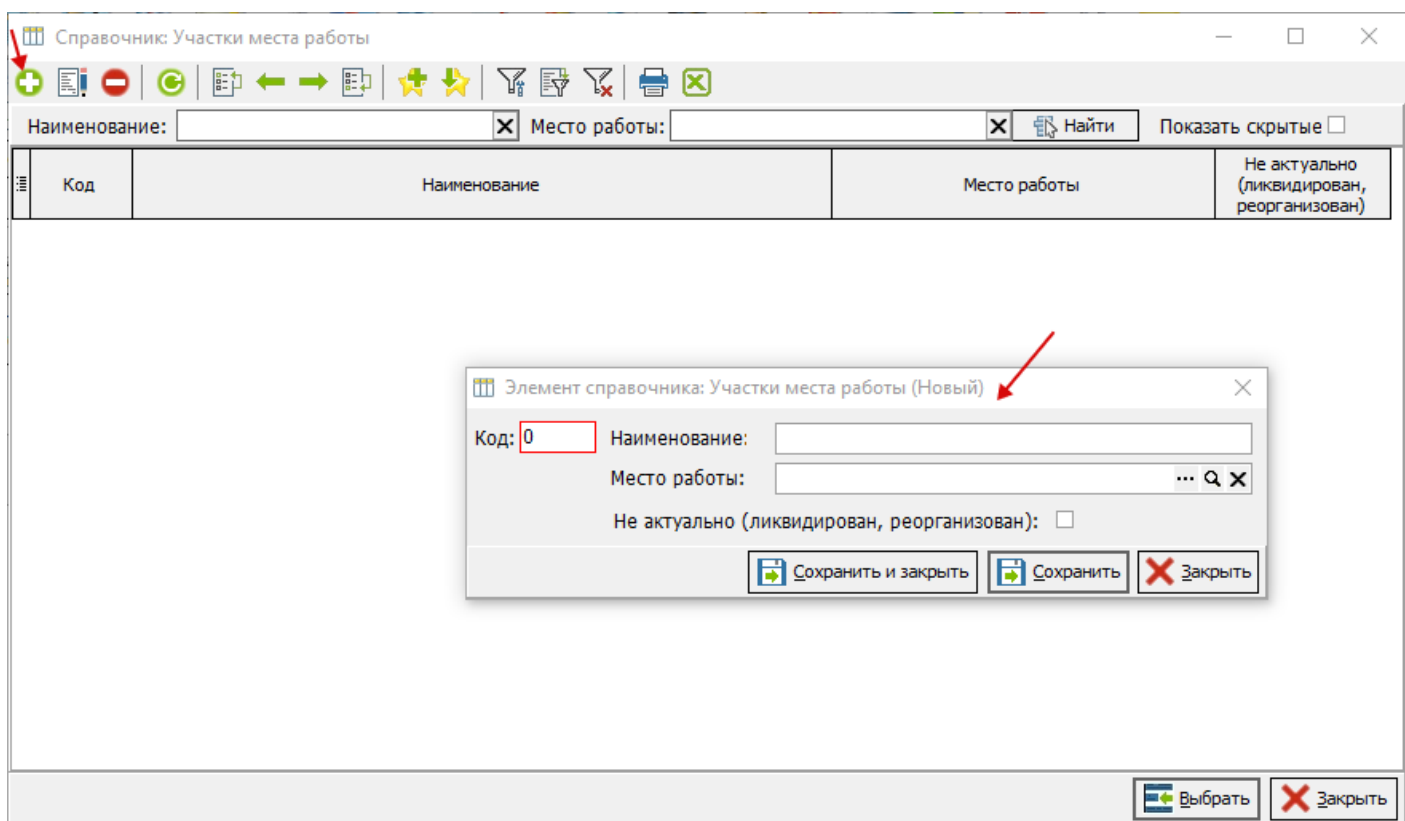 Справочник: Участки места работы
Наименование: Место работы: Найти Показать скрытые
Код Наименование Место работы Не актуально
(ликвидирован,
реорганизован)
Элемент справочника: Участки места работы (Новый)
Код: 0 Наименование:
Место работы:
Не актуально (ликвидирован, реорганизован):
Сохранить и закрыть Сохранить Закрыть
Выбрать Закрыть